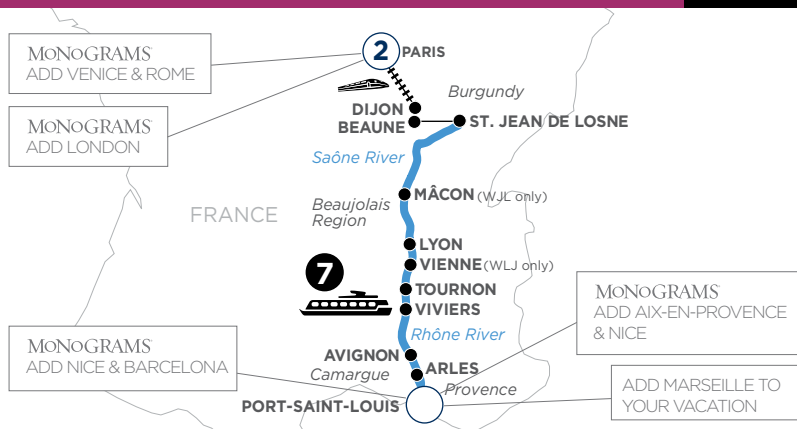 MONOGRAMS
ADD VENICE & ROME
2 PARIS
MONOGRAMS
ADD LONDON
Burgundy
DIJON
BEAUNE
ST. JEAN DE LOSNE
Saône River
MÂCON (WJL only)
Beaujolais
Region
FRANCE
LYON
VIENNE (WLJ only)
7
TOURNON
VIVIERS
MONOGRAMS
ADD AIX-EN-PROVENCE
& NICE
Rhône River
MONOGRAMS
ADD NICE & BARCELONA
AVIGNON
Camargue
ARLES
Provence
PORT-SAINT-LOUIS
ADD MARSEILLE TO
YOUR VACATION